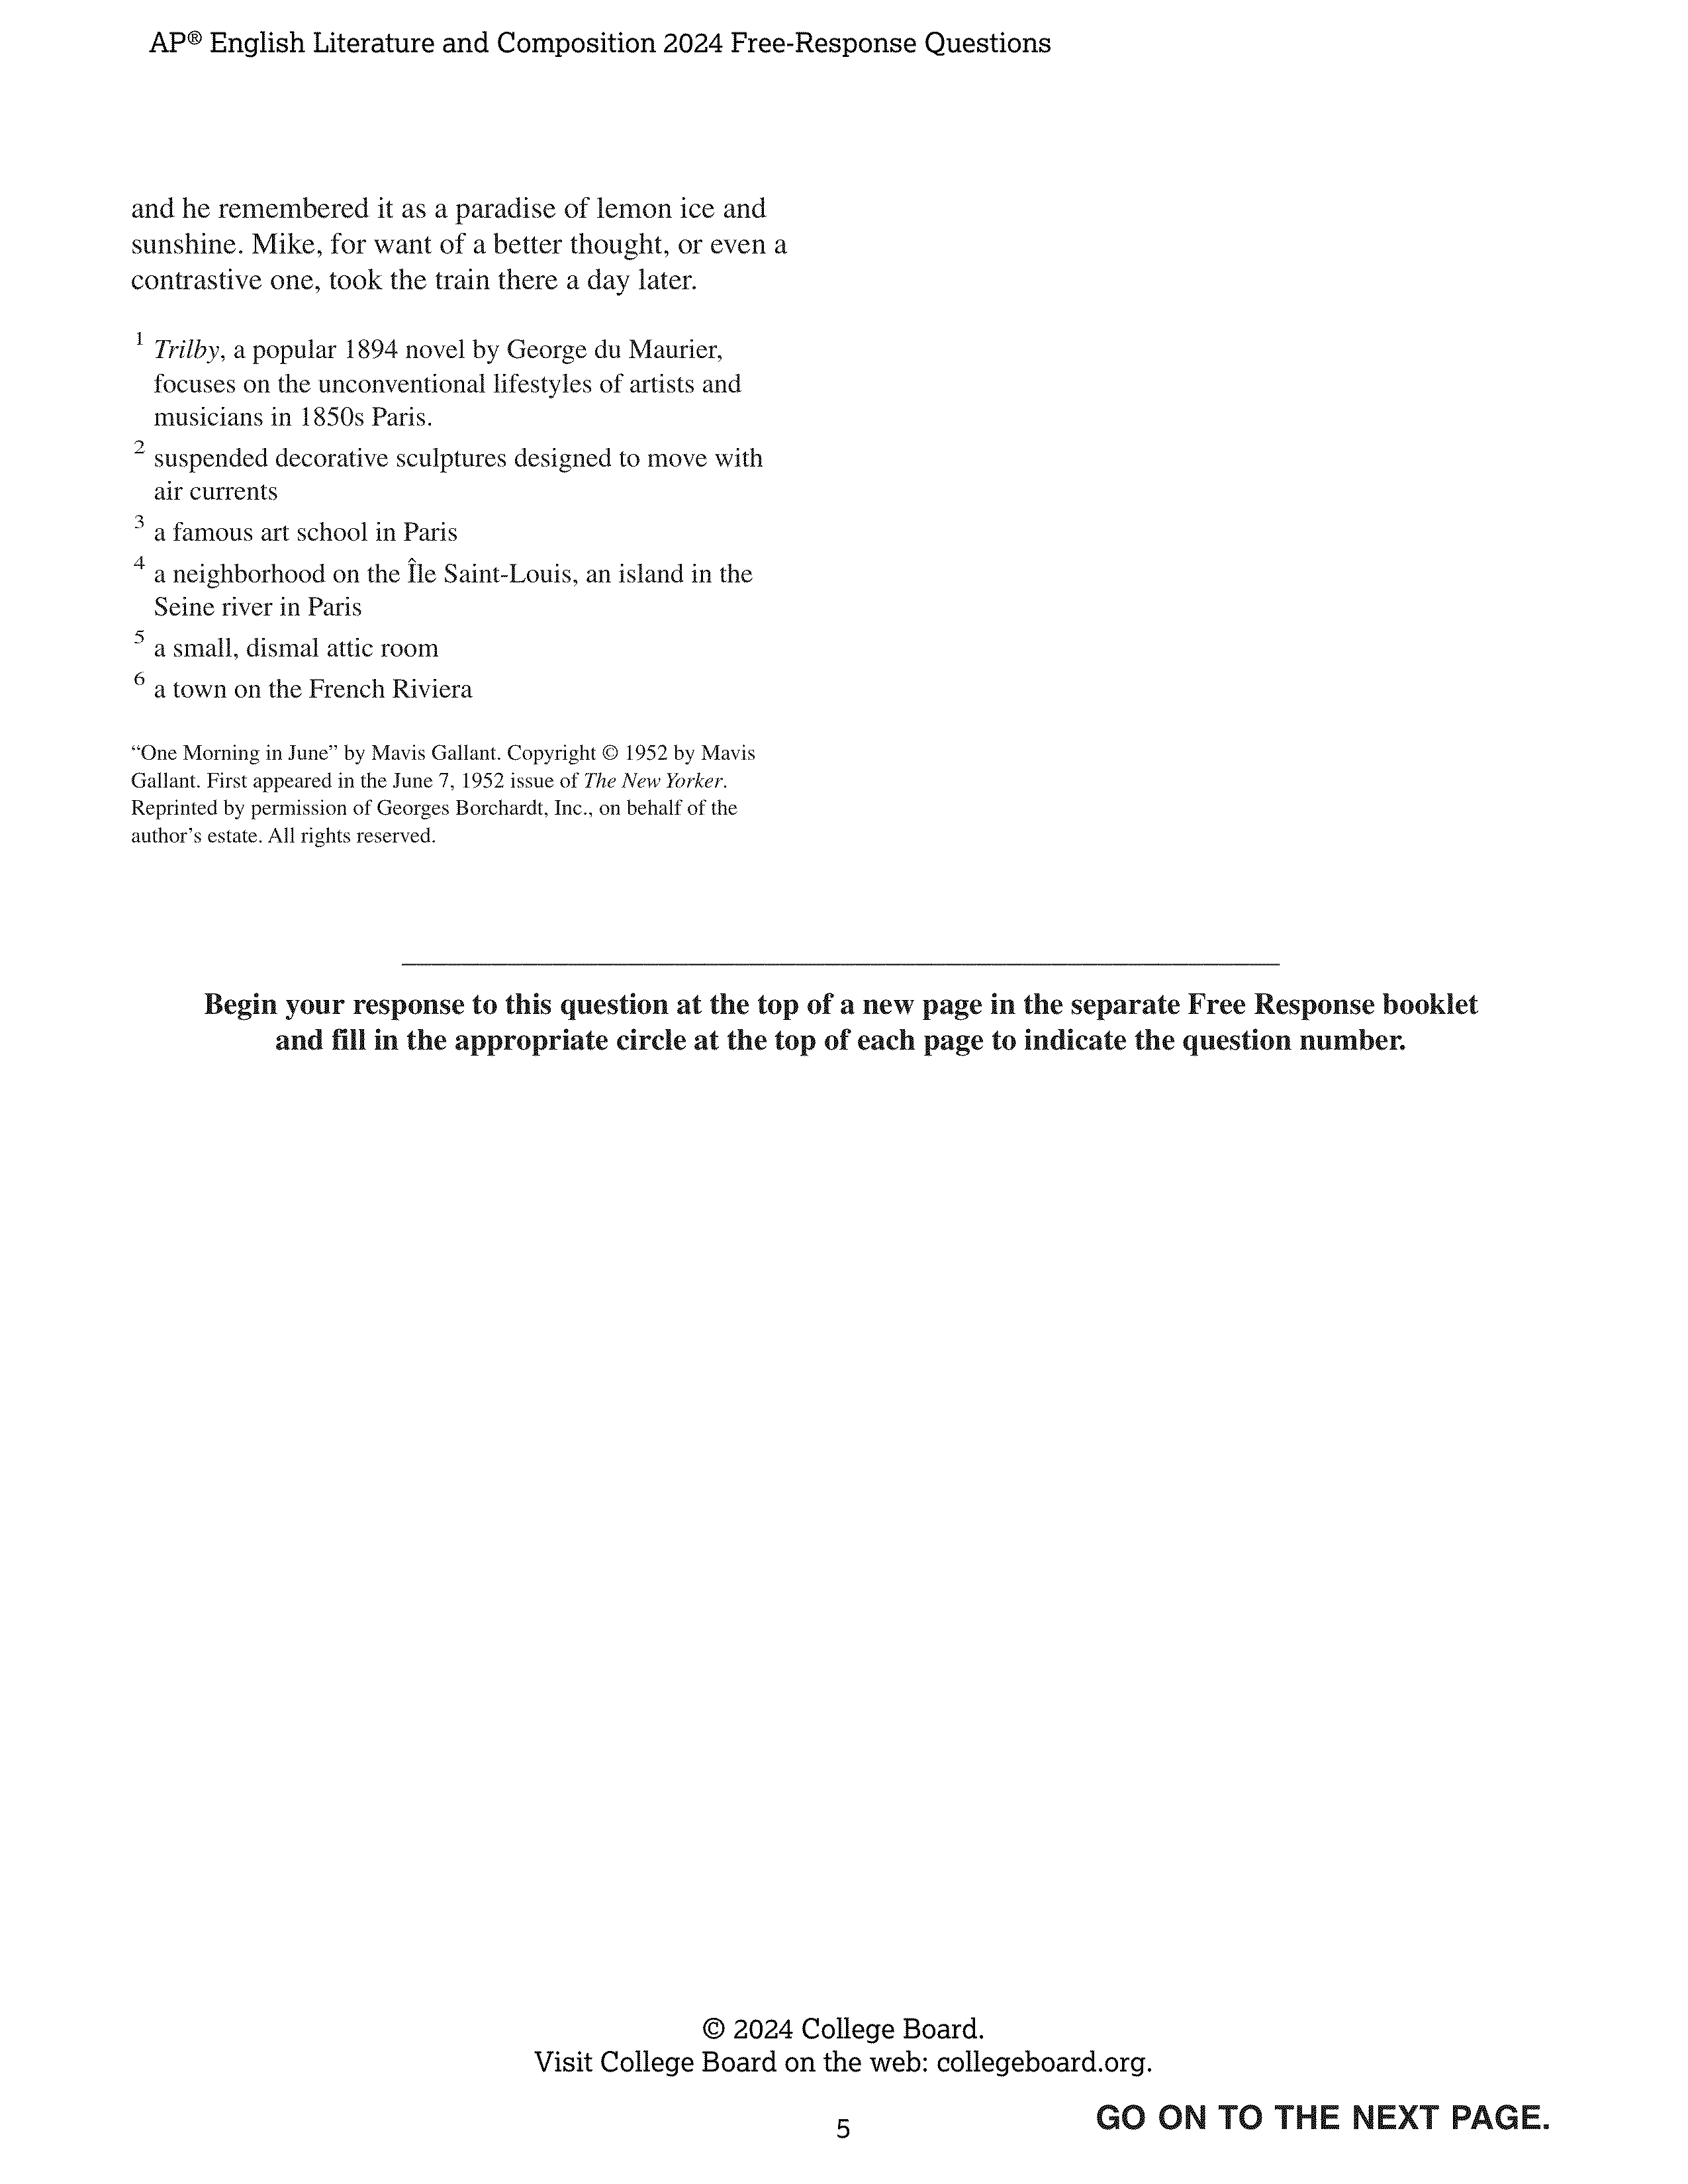 AP® English Literature and Composition 2024 Free-Response Questions
and he remembered it as a paradise of lemon ice and
sunshine. Mike, for want of a better thought, or even a
contrastive one, took the train there a day later.
1 Trilby, a popular 1894 novel by George du Maurier,
focuses on the unconventional lifestyles of artists and
musicians in 1850s Paris.
2 suspended decorative sculptures designed to move with
air currents
3 a famous art school in Paris
4 a neighborhood on the Île Saint-Louis, an island in the
Seine river in Paris
5 a small, dismal attic room
6 a town on the French Riviera
“One Morning in June” by Mavis Gallant. Copyright © 1952 by Mavis
Gallant. First appeared in the June 7, 1952 issue of The New Yorker.
Reprinted by permission of Georges Borchardt, Inc., on behalf of the
author’s estate. All rights reserved.
Begin your response to this question at the top of a new page in the separate Free Response booklet
and fill in the appropriate circle at the top of each page to indicate the question number.
© 2024 College Board.
Visit College Board on the web: collegeboard.org.
5
GO ON TO THE NEXT PAGE.